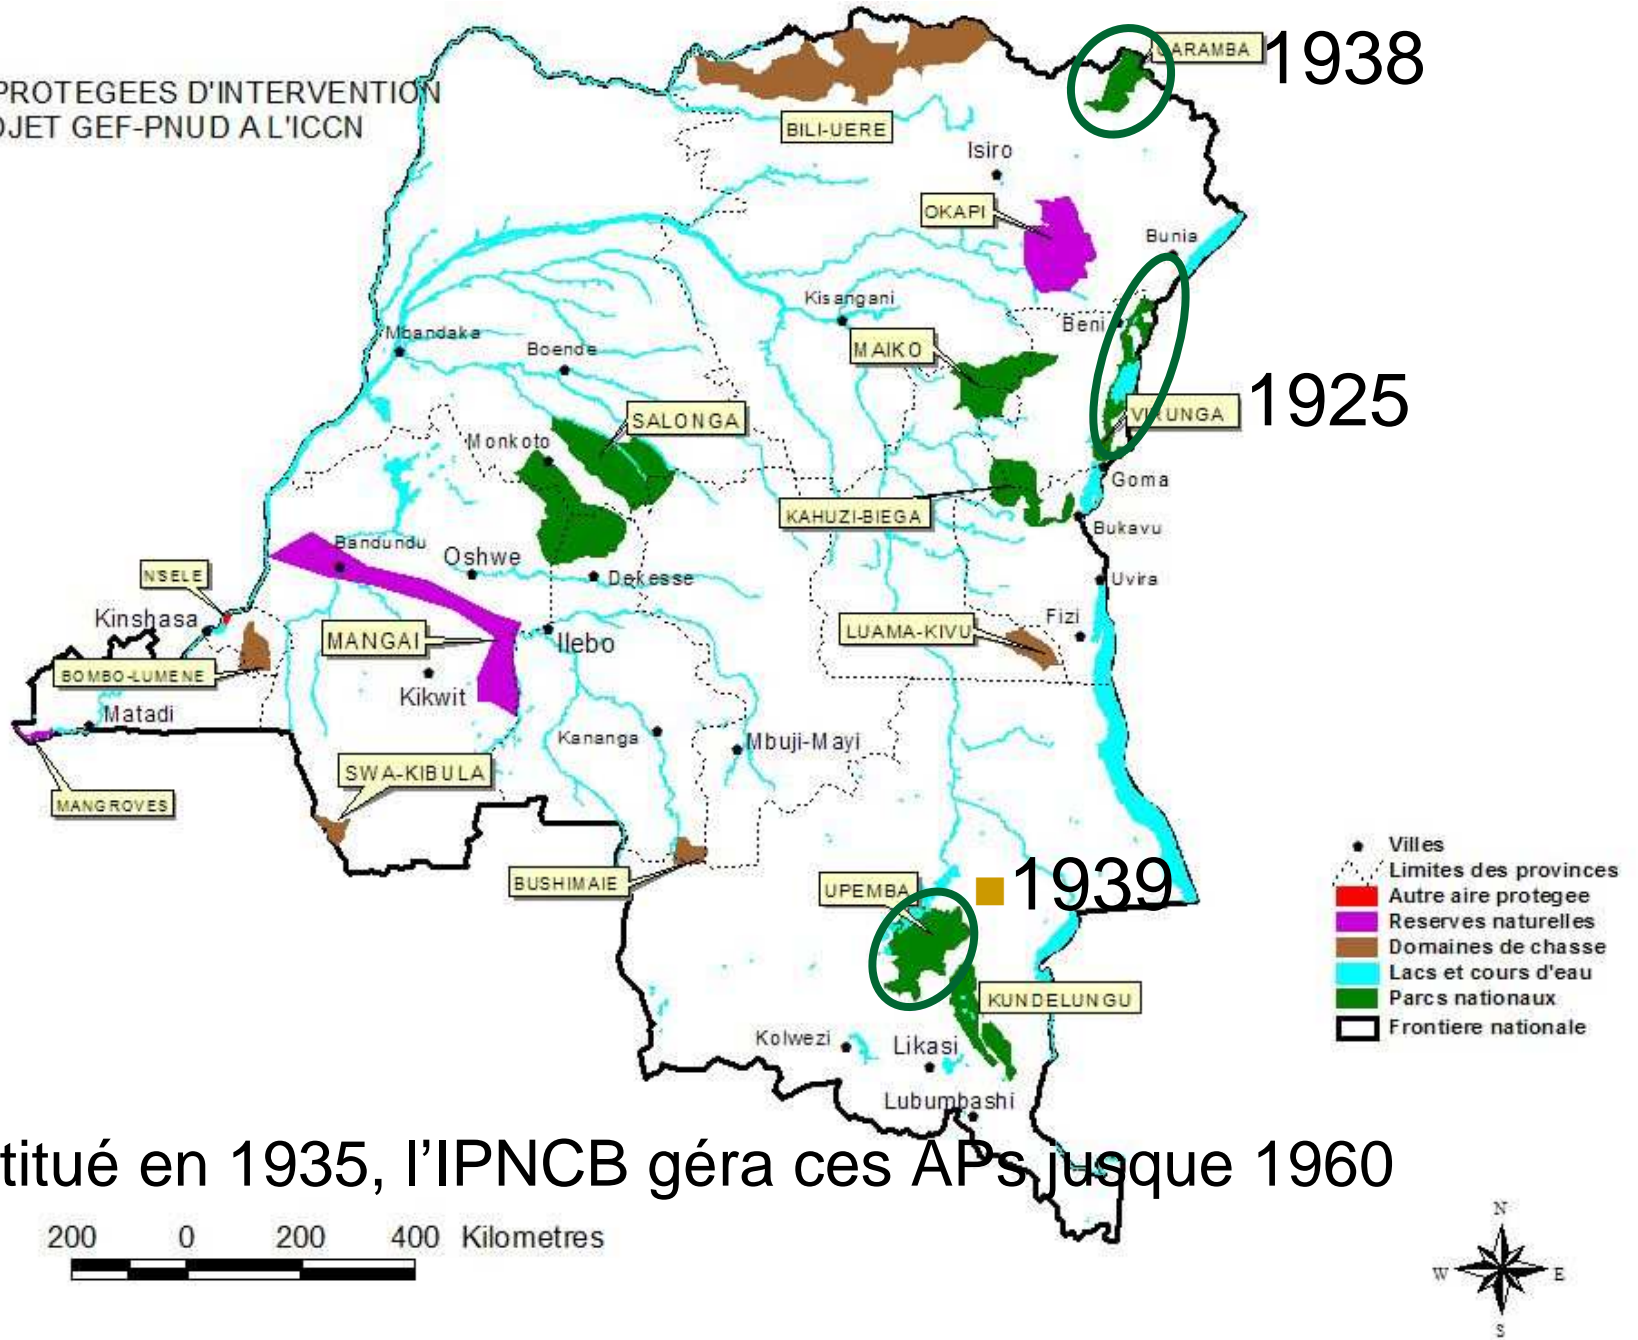 PROTEGEES D'INTERVENTION
OJET GEF-PNUD A L'ICCN
GARAMBA
1938
BILI-UERE
Isiro
OKAPI
Bunia
Kisangani
Beni
Mbandaka
Boende
MAIKO
VIRUNGA
1925
SALONGA
Monkoto
Goma
KAHUZI-BIEGA
Bukavu
Bandundu
Oshwe
Dekesse
Uvira
N'SELE
Kinshasa
Fizi
LUAMA-KIVU
MANGAI
Ilebo
BOMBO-LUMENE
Kikwit
Matadi
Kananga
Mbuji-Mayi
SWA-KIBULA
MANGROVES
BUSHIMAIE
UPEMBA
1939
KUNDELUNGU
Kolwezi
Likasi
Lubumbashi
Villes
Limites des provinces
Autre aire protegee
Reserves naturelles
Domaines de chasse
Lacs et cours d'eau
Parcs nationaux
Frontiere nationale
titué en 1935, l’IPNCB géra ces APs jusque 1960
200 0 200 400 Kilometres
N
W E
S